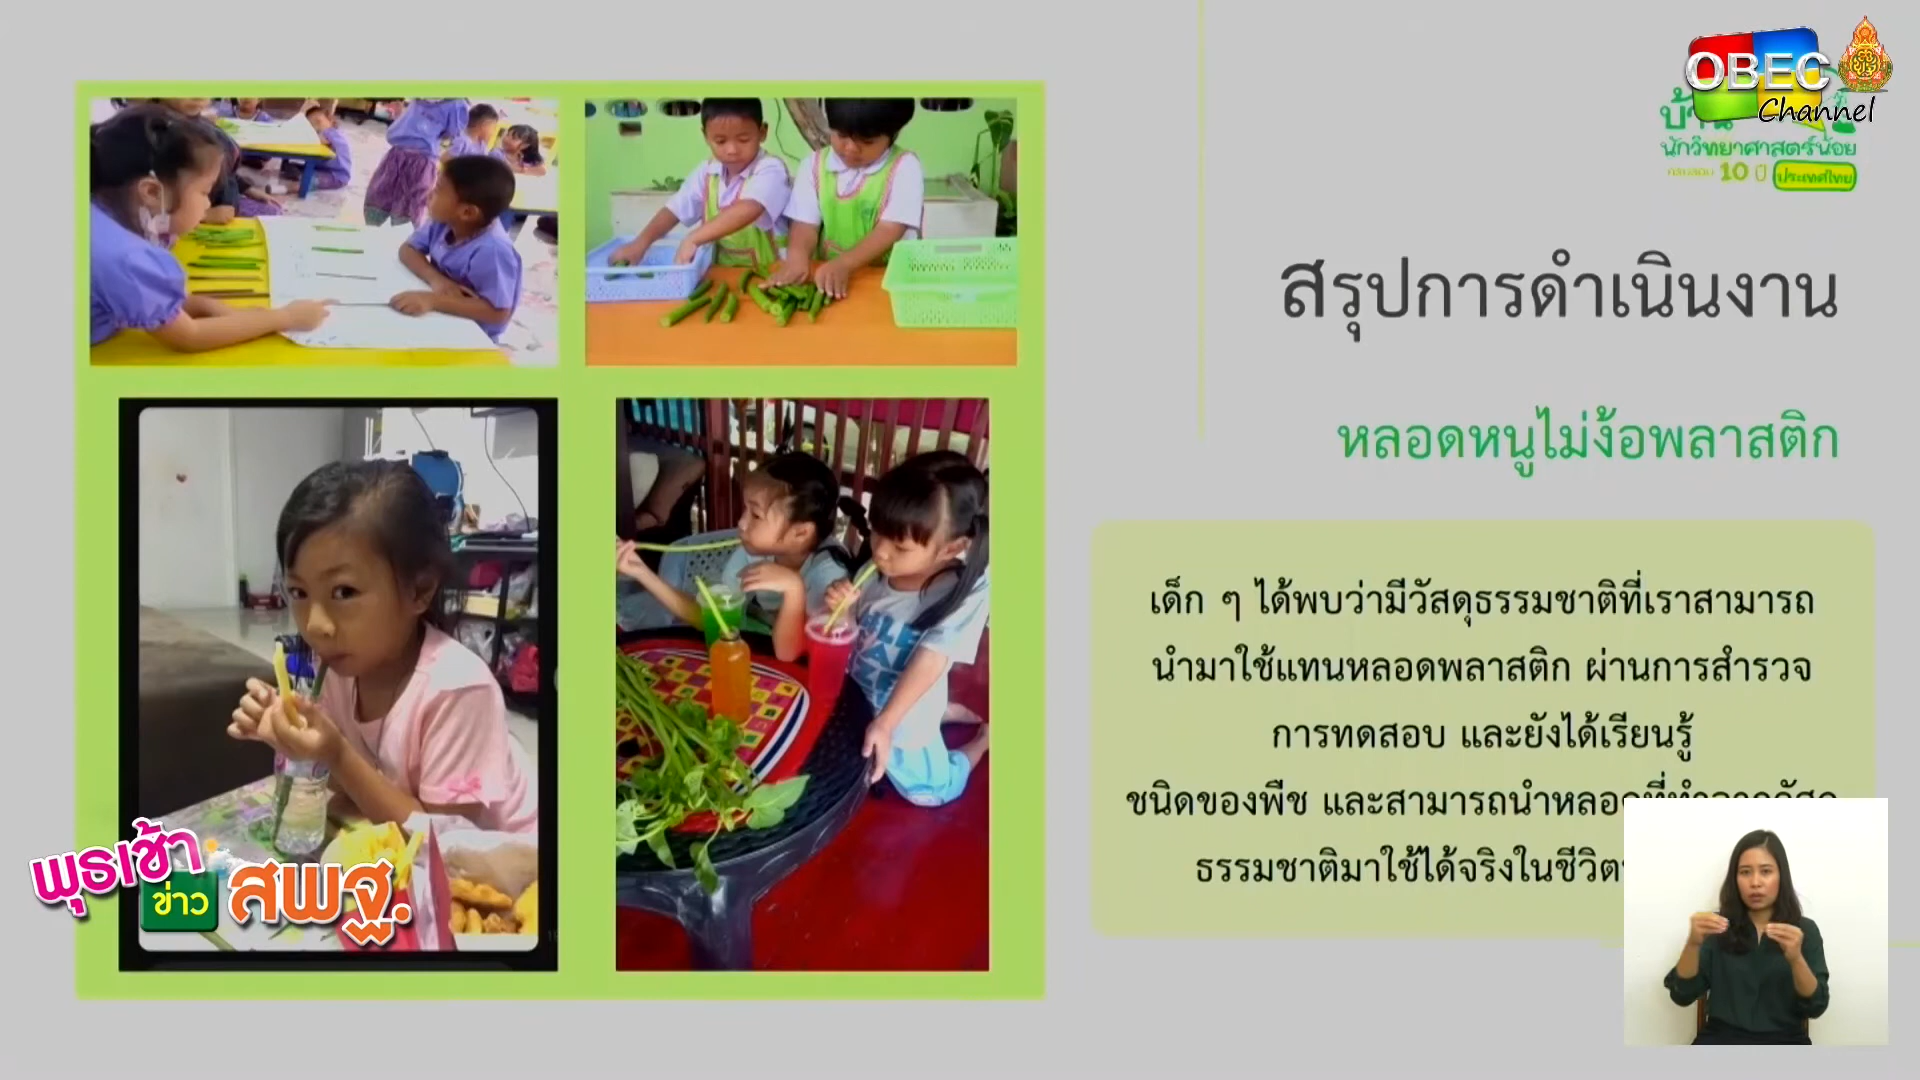 OBEC
Channel
บ้าน
นักวิทยาศาสตร์น้อย
10 ปี ประเทศไทย
สรุปการดำเนินงาน
หลอดหนูไม่ง้อพลาสติก
เด็ก ๆ ได้พบว่ามีวัสดุธรรมชาติที่เราสามารถ
นำมาใช้แทนหลอดพลาสติก ผ่านการสำรวจ
การทดสอบ และยังได้เรียนรู้
ชนิดของพืช และสามารถนำหลอดที่ทำจากวัสดุ
ธรรมชาติมาใช้ได้จริงในชีวิต
พุธเช้า
ข่าว สพฐ.